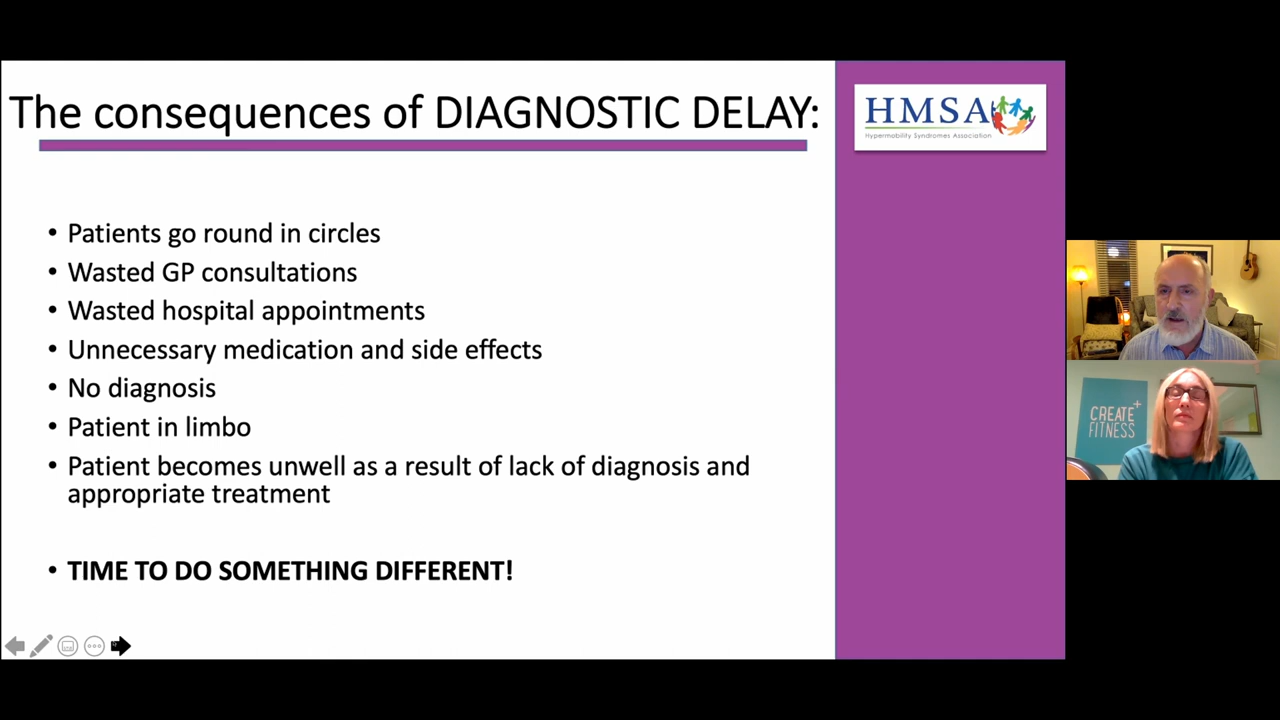 The consequences of DIAGNOSTIC DELAY:
HMSA
Hypermobility Syndromes Association
• Patients go round in circles
• Wasted GP consultations
• Wasted hospital appointments
• Unnecessary medication and side effects
• No diagnosis
• Patient in limbo
• Patient becomes unwell as a result of lack of diagnosis and
appropriate treatment
• TIME TO DO SOMETHING DIFFERENT!
CREATE+
FITNESS